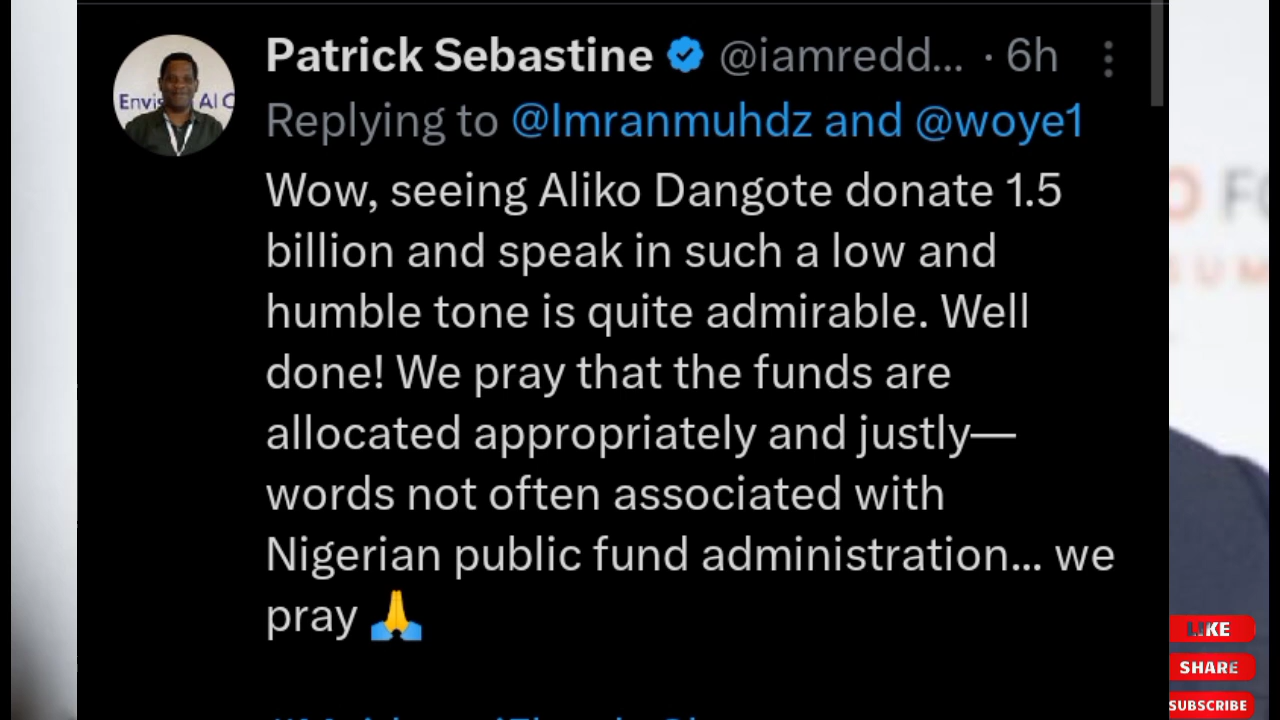 Patrick Sebastine @iamredd... · 6h
Replying to @Imranmuhdz and @woye1
Wow, seeing Aliko Dangote donate 1.5
billion and speak in such a low and
humble tone is quite admirable. Well
done! We pray that the funds are
allocated appropriately and justly—
words not often associated with
Nigerian public fund administration... we
pray 🙏
LIKE
SHARE
SUBSCRIBE